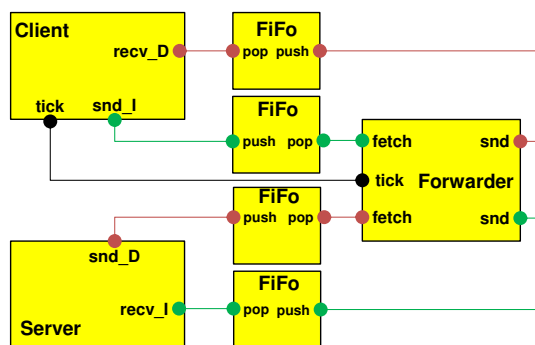 Client
recv_D
tick
snd_I
FiFo
pop push
FiFo
push pop
fetch
snd
tick
Forwarder
fetch
snd
FiFo
push pop
snd_D
recv_I
Server
FiFo
pop push